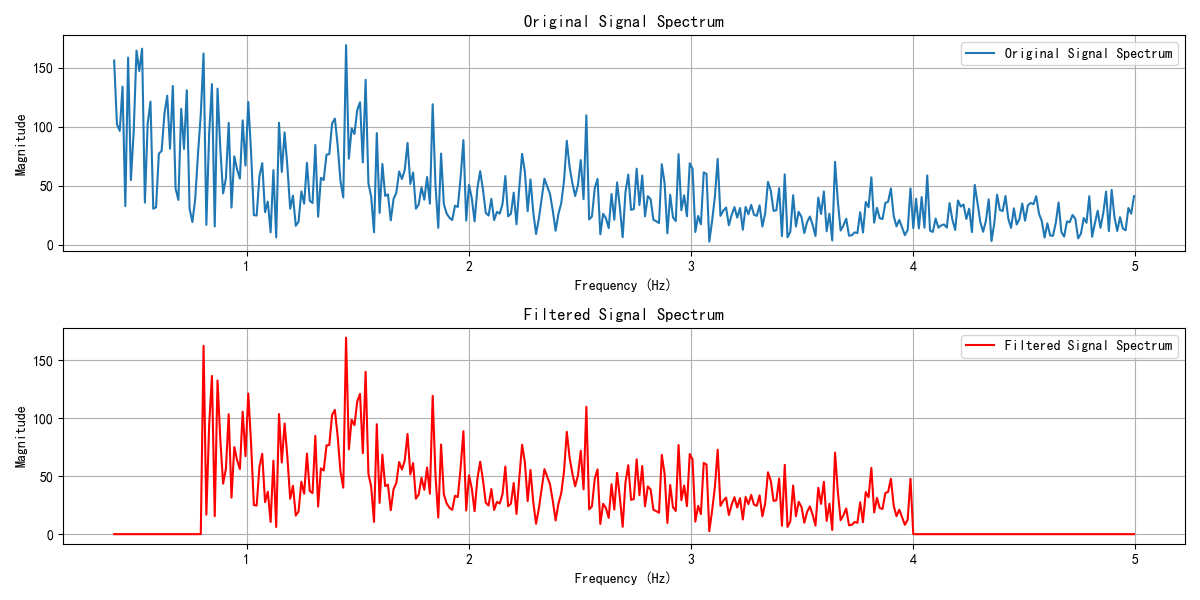 Original Signal Spectrum
Original Signal Spectrum
150
100
50
0
Magnitude
1 2 3 4 5
Frequency (Hz)
Filtered Signal Spectrum
Filtered Signal Spectrum
150
100
50
0
Magnitude
1 2 3 4 5
Frequency (Hz)